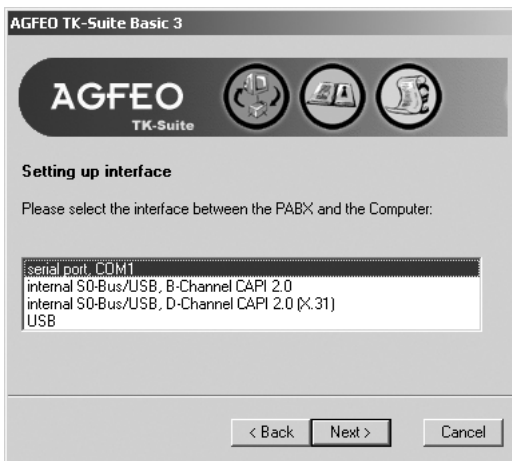 AGFEO TK-Suite Basic 3
AGFEO
TK-Suite
Setting up interface
Please select the interface between the PABX and the Computer:
serial port, COM1
internal S0-Bus/USB, B-Channel CAPI 2.0
internal S0-Bus/USB, D-Channel CAPI 2.0 (X.31)
USB
< Back Next > Cancel